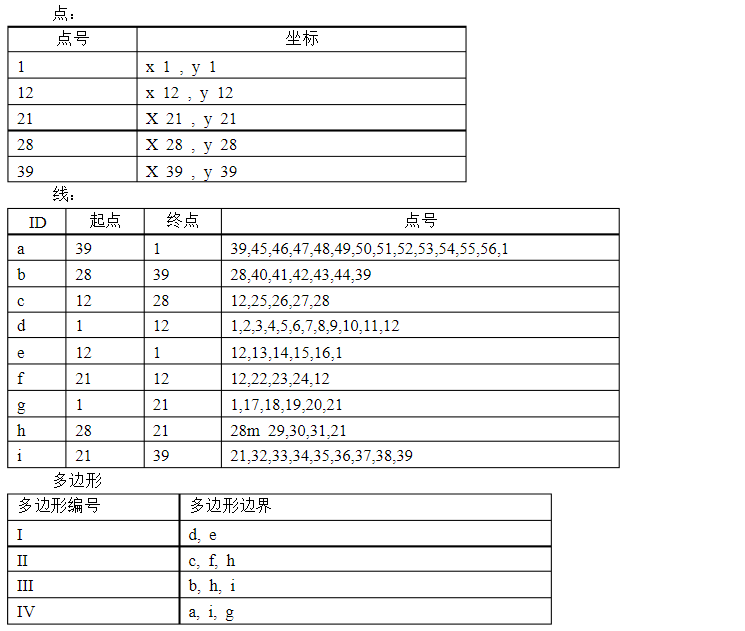 点：
点号 坐标
1 x 1 , y 1
12 x 12 , y 12
21 X 21 , y 21
28 X 28 , y 28
39 X 39 , y 39
线：
ID 起点 终点 点号
a 39 1 39,45,46,47,48,49,50,51,52,53,54,55,56,1
b 28 39 28,40,41,42,43,44,39
c 12 28 12,25,26,27,28
d 1 12 1,2,3,4,5,6,7,8,9,10,11,12
e 12 1 12,13,14,15,16,1
f 21 12 12,22,23,24,12
g 1 21 1,17,18,19,20,21
h 28 21 28m 29,30,31,21
i 21 39 21,32,33,34,35,36,37,38,39
多边形
多边形编号 多边形边界
I d, e
II c, f, h
III b, h, i
IV a, i, g